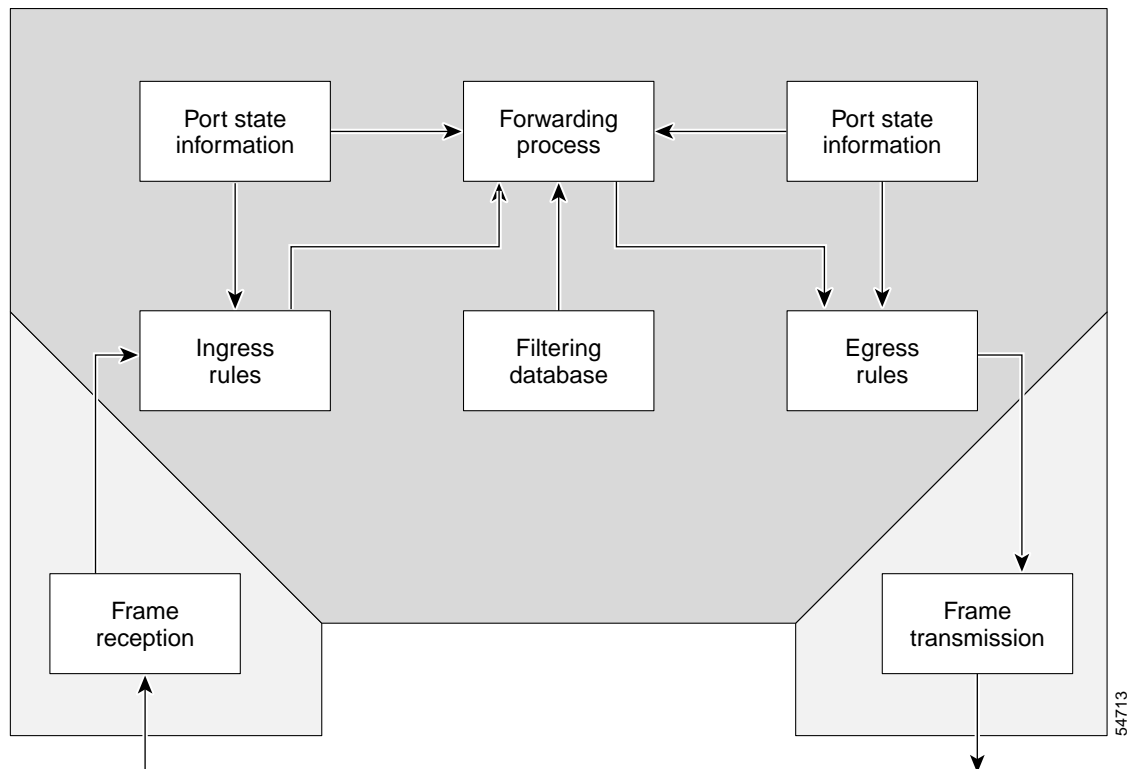 Port state
information
Forwarding
process
Port state
information
Ingress
rules
Filtering
database
Egress
rules
Frame
reception
Frame
transmission
54713